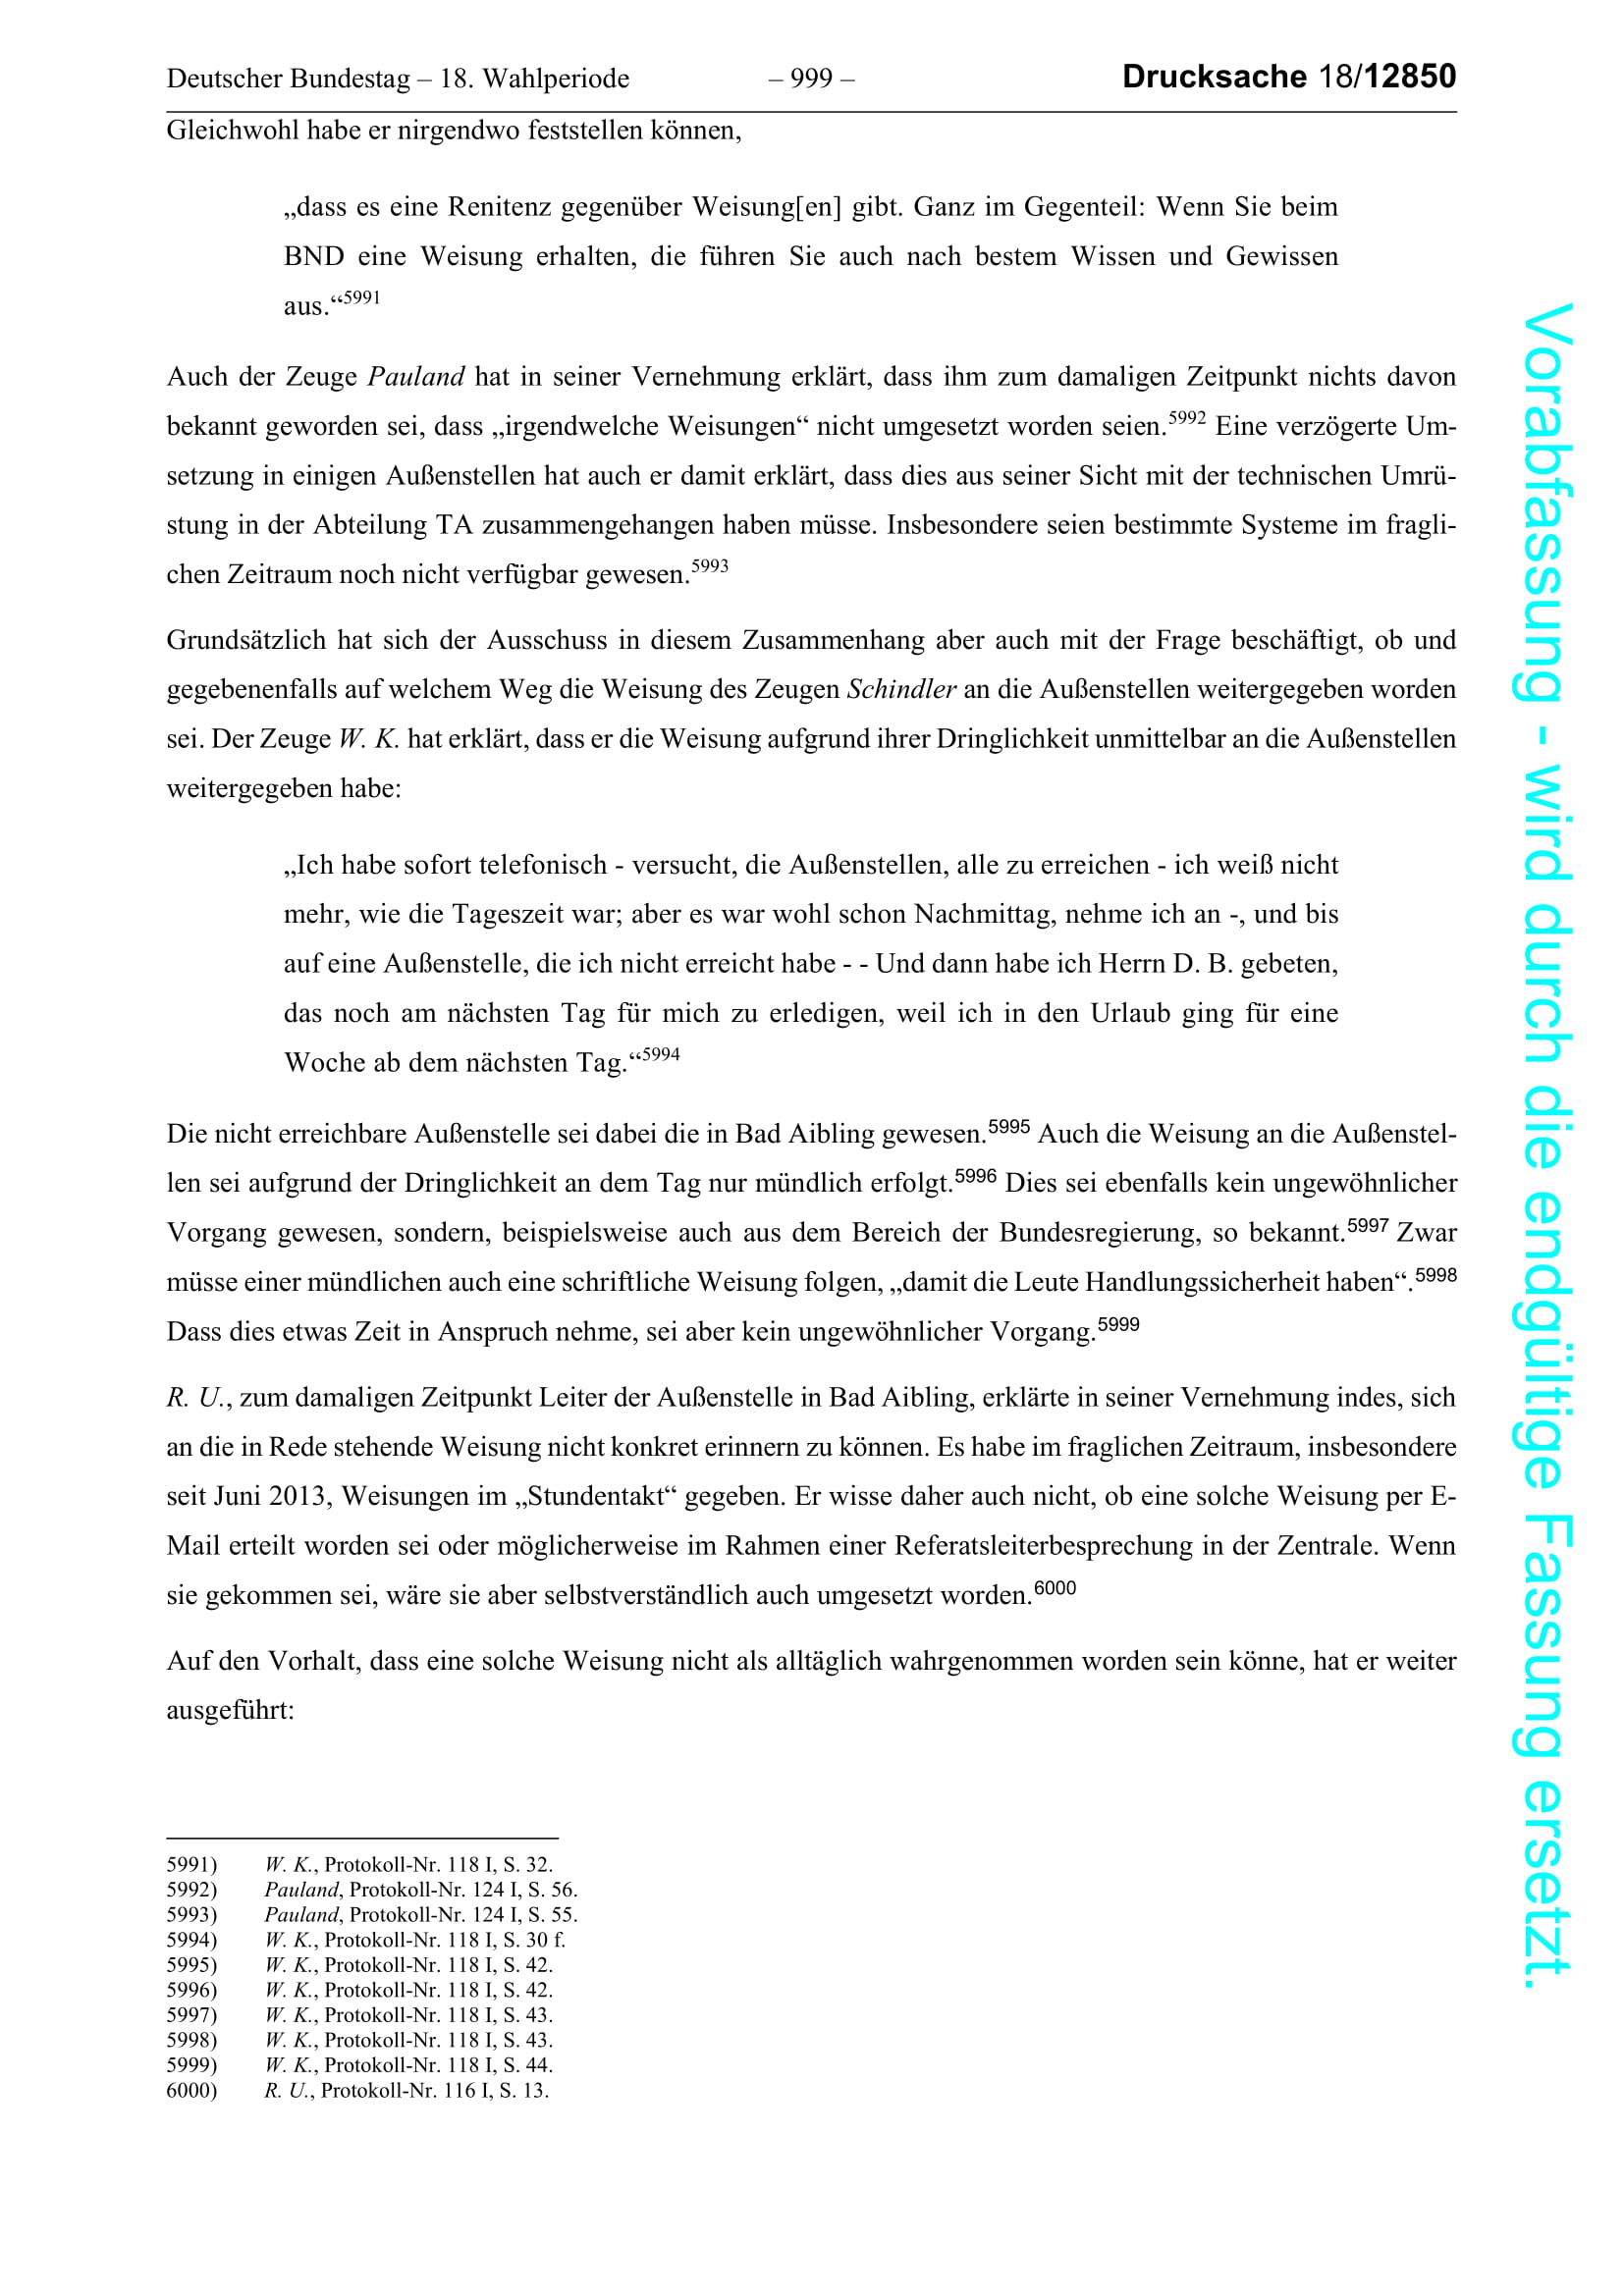 Deutscher Bundestag – 18. Wahlperiode – 999 – Drucksache 18/12850
Gleichwohl habe er nirgendwo feststellen können,
„dass es eine Renitenz gegenüber Weisung[en] gibt. Ganz im Gegenteil: Wenn Sie beim
BND eine Weisung erhalten, die führen Sie auch nach bestem Wissen und Gewissen
aus.“5991
Auch der Zeuge Pauland hat in seiner Vernehmung erklärt, dass ihm zum damaligen Zeitpunkt nichts davon
bekannt geworden sei, dass „irgendwelche Weisungen“ nicht umgesetzt worden seien.5992 Eine verzögerte Um-
setzung in einigen Außenstellen hat auch er damit erklärt, dass dies aus seiner Sicht mit der technischen Umrü-
stung in der Abteilung TA zusammengehangen haben müsse. Insbesondere seien bestimmte Systeme im fragli-
chen Zeitraum noch nicht verfügbar gewesen.5993
Grundsätzlich hat sich der Ausschuss in diesem Zusammenhang aber auch mit der Frage beschäftigt, ob und
gegebenenfalls auf welchem Weg die Weisung des Zeugen Schindler an die Außenstellen weitergegeben worden
sei. Der Zeuge W. K. hat erklärt, dass er die Weisung aufgrund ihrer Dringlichkeit unmittelbar an die Außenstellen
weitergegeben habe:
„Ich habe sofort telefonisch - versucht, die Außenstellen, alle zu erreichen - ich weiß nicht
mehr, wie die Tageszeit war; aber es war wohl schon Nachmittag, nehme ich an -, und bis
auf eine Außenstelle, die ich nicht erreicht habe - - Und dann habe ich Herrn D. B. gebeten,
das noch am nächsten Tag für mich zu erledigen, weil ich in den Urlaub ging für eine
Woche ab dem nächsten Tag.“5994
Die nicht erreichbare Außenstelle sei dabei die in Bad Aibling gewesen.5995 Auch die Weisung an die Außenstel-
len sei aufgrund der Dringlichkeit an dem Tag nur mündlich erfolgt.5996 Dies sei ebenfalls kein ungewöhnlicher
Vorgang gewesen, sondern, beispielsweise auch aus dem Bereich der Bundesregierung, so bekannt.5997 Zwar
müsse einer mündlichen auch eine schriftliche Weisung folgen, „damit die Leute Handlungssicherheit haben“.5998
Dass dies etwas Zeit in Anspruch nehme, sei aber kein ungewöhnlicher Vorgang.5999
R. U., zum damaligen Zeitpunkt Leiter der Außenstelle in Bad Aibling, erklärte in seiner Vernehmung indes, sich
an die in Rede stehende Weisung nicht konkret erinnern zu können. Es habe im fraglichen Zeitraum, insbesondere
seit Juni 2013, Weisungen im „Stundentakt“ gegeben. Er wisse daher auch nicht, ob eine solche Weisung per E-
Mail erteilt worden sei oder möglicherweise im Rahmen einer Referatsleiterbesprechung in der Zentrale. Wenn
sie gekommen sei, wäre sie aber selbstverständlich auch umgesetzt worden.6000
Auf den Vorhalt, dass eine solche Weisung nicht als alltäglich wahrgenommen worden sein könne, hat er weiter
ausgeführt:
5991) W. K., Protokoll-Nr. 118 I, S. 32.
5992) Pauland, Protokoll-Nr. 124 I, S. 56.
5993) Pauland, Protokoll-Nr. 124 I, S. 55.
5994) W. K., Protokoll-Nr. 118 I, S. 30 f.
5995) W. K., Protokoll-Nr. 118 I, S. 42.
5996) W. K., Protokoll-Nr. 118 I, S. 42.
5997) W. K., Protokoll-Nr. 118 I, S. 43.
5998) W. K., Protokoll-Nr. 118 I, S. 43.
5999) W. K., Protokoll-Nr. 118 I, S. 44.
6000) R. U., Protokoll-Nr. 116 I, S. 13.
Vorabfassung - wird durch die endgültige Fassung ersetzt.